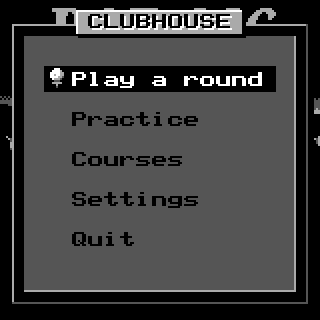 CLUBHOUSE
Play a round
Practice
Courses
Settings
Quit